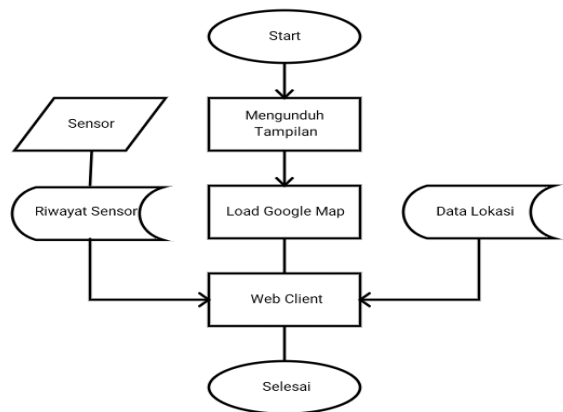 Start
Sensor
Mengunduh
Tampilan
Riwayat Sensor
Load Google Map
Data Lokasi
Web Client
Selesai